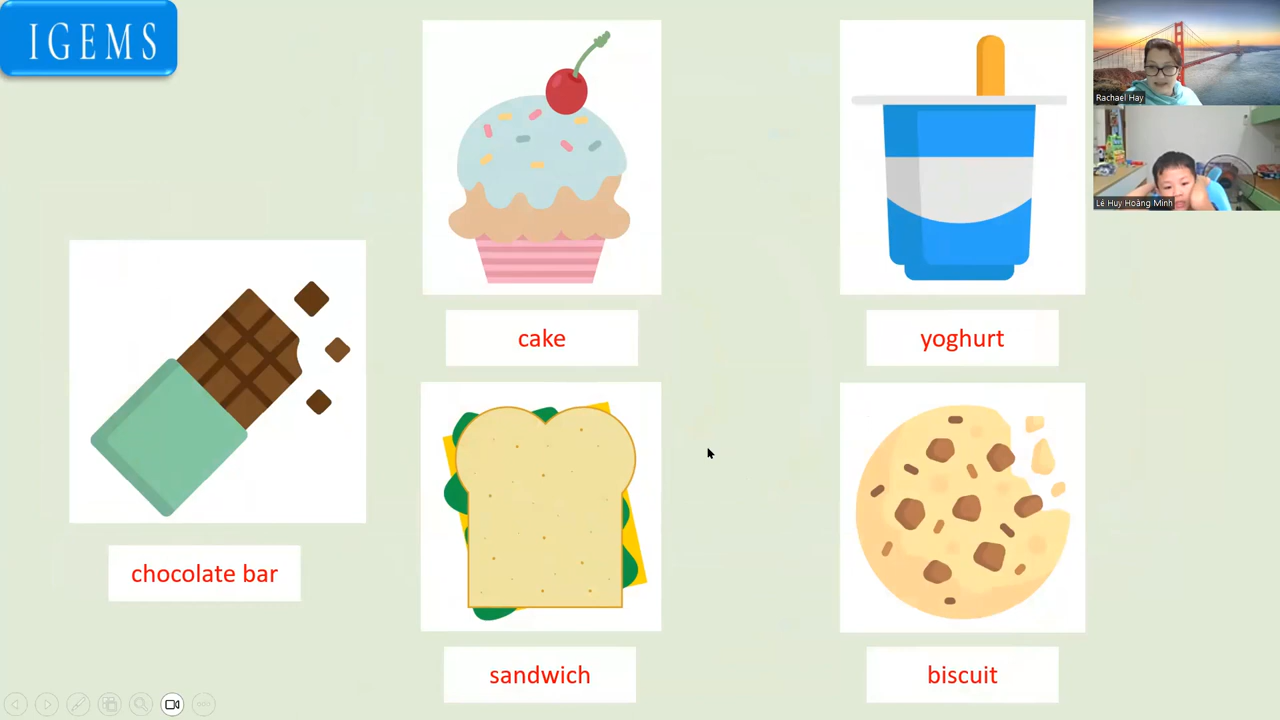 IGEMS
Rachael Hay
Lê Huy Hoàng Minh
cake
yoghurt
chocolate bar
sandwich
biscuit